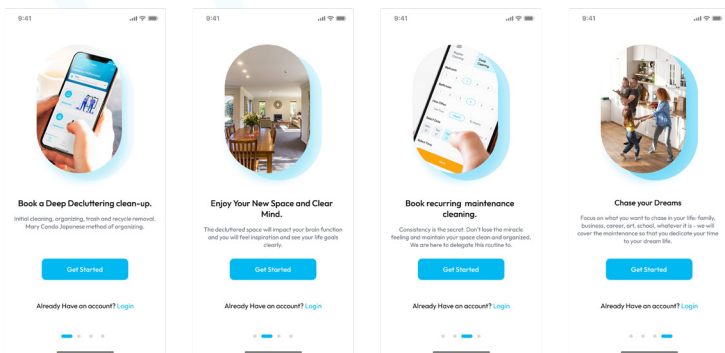 9:41
Book a Deep Decluttering clean-up.
Initial cleaning, organizing, trash and recycle removal.
Mary Condo Japanese method of organizing.
Get Started
Already Have an account? Login
9:41
Enjoy Your New Space and Clear
Mind.
The decluttered space will impact your brain function
and you will feel inspiration and see your life goals
clearly.
Get Started
Already Have an account? Login
9:41
Deep
Cleaning
Book recurring maintenance
cleaning.
Consistency is the secret. Don't lose the miracle
feeling and maintain your space clean and organized.
We are here to delegate this routine to.
Get Started
Already Have an account? Login
9:41
Chase your Dreams
Focus on what you want to chase in your life: family,
business, career, art, school, whatever it is - we will
cover the maintenance so that you dedicate your time
to your dream life.
Get Started
Already Have an account? Login